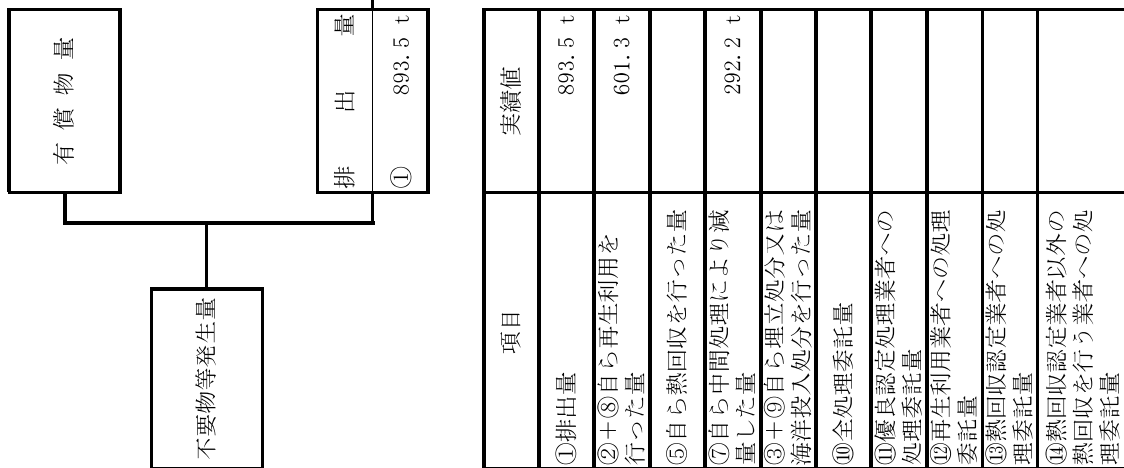 不要物等発生量
有償物量
排出量
① 893.5 t
項目 実績値
①排出量 893.5 t
②＋⑧自ら再生利用を
行った量 601.3 t
⑤自ら熱回収を行った量
⑦自ら中間処理により減
量した量 292.2 t
③＋⑨自ら埋立処分又は
海洋投入処分を行った量
⑩全処理委託量
⑪優良認定処理業者への
処理委託量
⑫再生利用業者への処理
委託量
⑬熱回収認定業者への処
理委託量
⑭熱回収認定業者以外の
熱回収を行う業者への処
理委託量